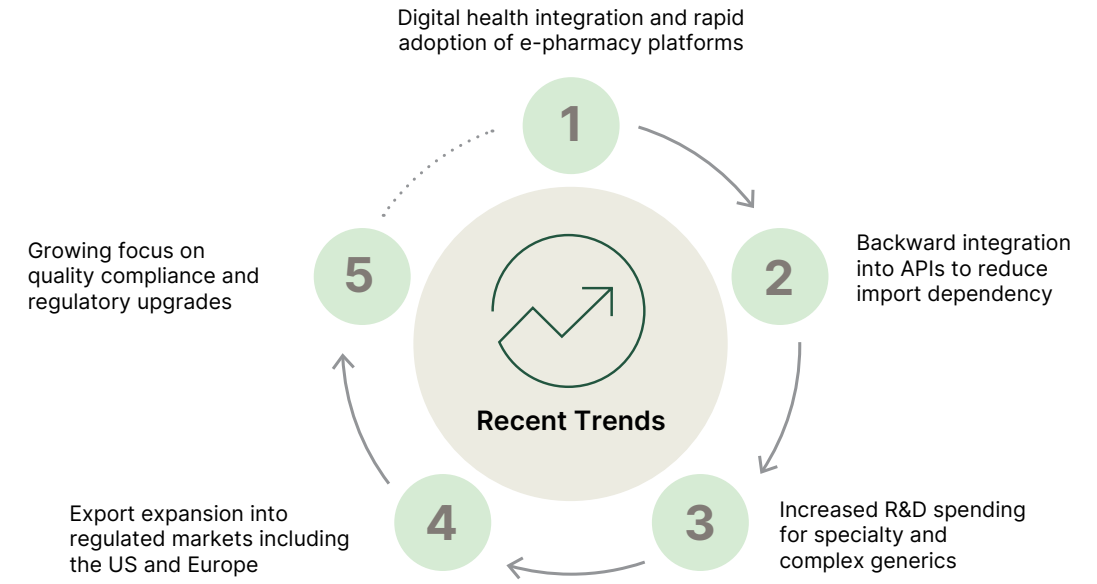 Digital health integration and rapid
adoption of e-pharmacy platforms
1
2
Backward integration
into APIs to reduce
import dependency
3
Increased R&D spending
for specialty and
complex generics
4
Export expansion into
regulated markets including
the US and Europe
5
Growing focus on
quality compliance and
regulatory upgrades
Recent Trends